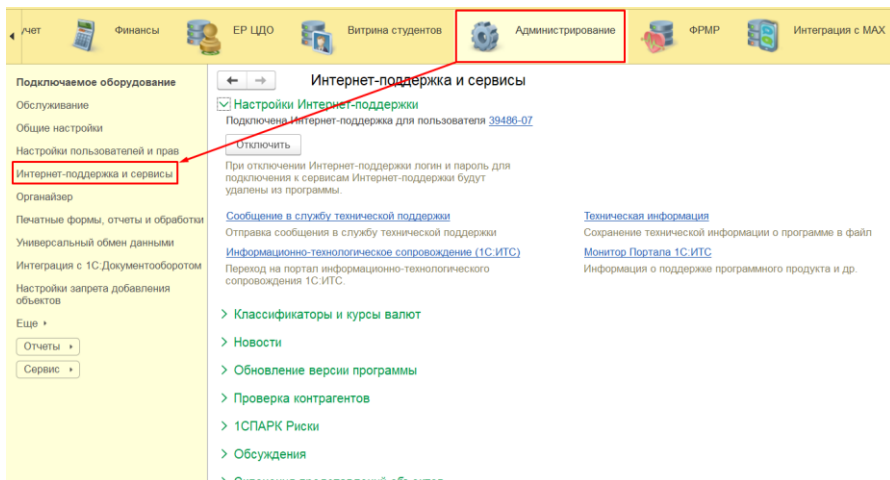 учет
Финансы
ЕР ЦДО
Витрина студентов
Администрирование
ФРМР
Интеграция с MAX
Подключаемое оборудование
Обслуживание
Общие настройки
Настройки пользователей и прав
Интернет-поддержка и сервисы
Органайзер
Печатные формы, отчеты и обработки
Универсальный обмен данными
Интеграция с 1С:Документооборотом
Настройки запрета добавления
объектов
Еще
Отчеты
Сервис
Интернет-поддержка и сервисы
Настройки Интернет-поддержки
Подключена Интернет-поддержка для пользователя 39486-07
Отключить
При отключении Интернет-поддержки логин и пароль для
подключения к сервисам Интернет-поддержки будут
удалены из программы.
Сообщение в службу технической поддержки
Отправка сообщения в службу технической поддержки
Техническая информация
Сохранение технической информации о программе в файл
Информационно-технологическое сопровождение (1С:ИТС)
Переход на портал информационно-технологического
сопровождения 1С:ИТС.
Монитор Портала 1С:ИТС
Информация о поддержке программного продукта и др.
Классификаторы и курсы валют
Новости
Обновление версии программы
Проверка контрагентов
1СПАРК Риски
Обсуждения